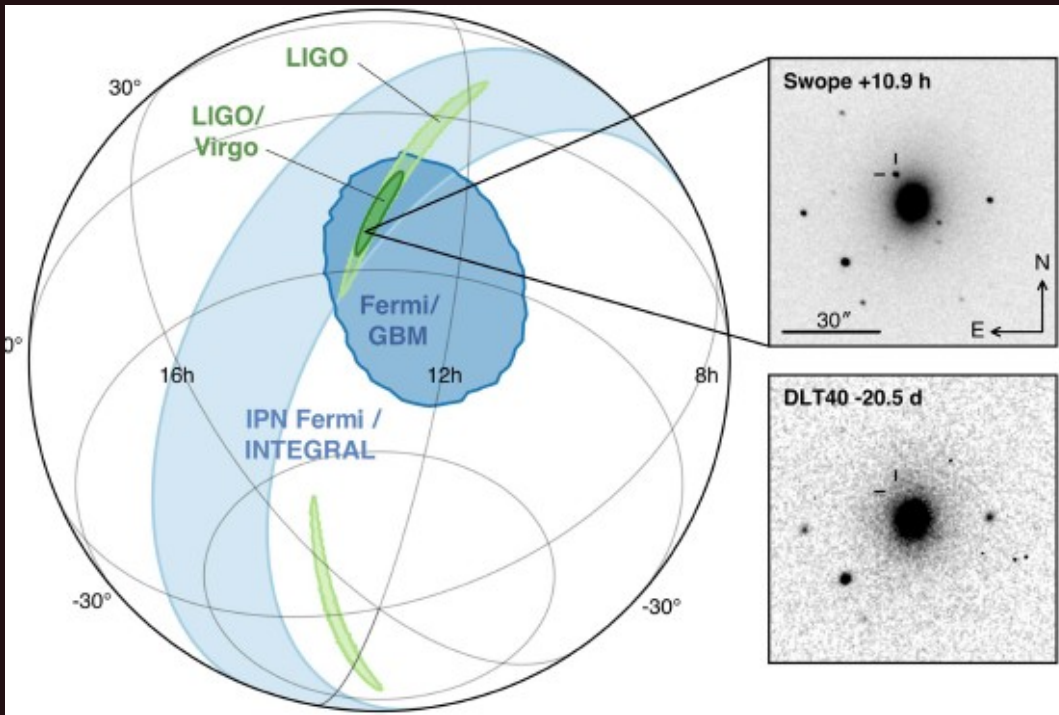 LIGO
LIGO/
Virgo
30°
Fermi/
GBM
16h
12h
8h
0°
IPN Fermi /
INTEGRAL
-30°
-30°
Swope +10.9 h
N
E
30″
DLT40 -20.5 d